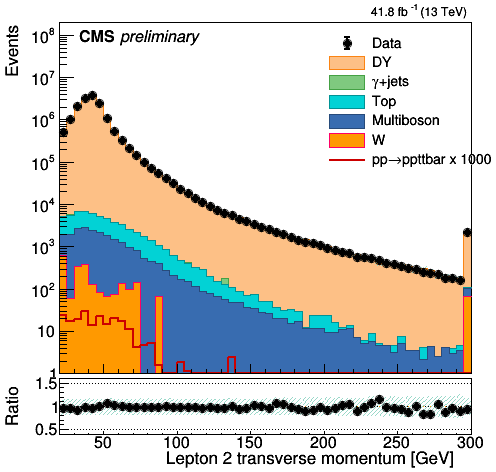 41.8 fb⁻¹ (13 TeV)
CMS preliminary
Events
10⁸
10⁷
10⁶
10⁵
10⁴
10³
10²
10
1
Data
DY
γ+jets
Top
Multiboson
W
pp→ppttbar x 1000
Ratio
1.5
1
0.5
50 100 150 200 250 300
Lepton 2 transverse momentum [GeV]